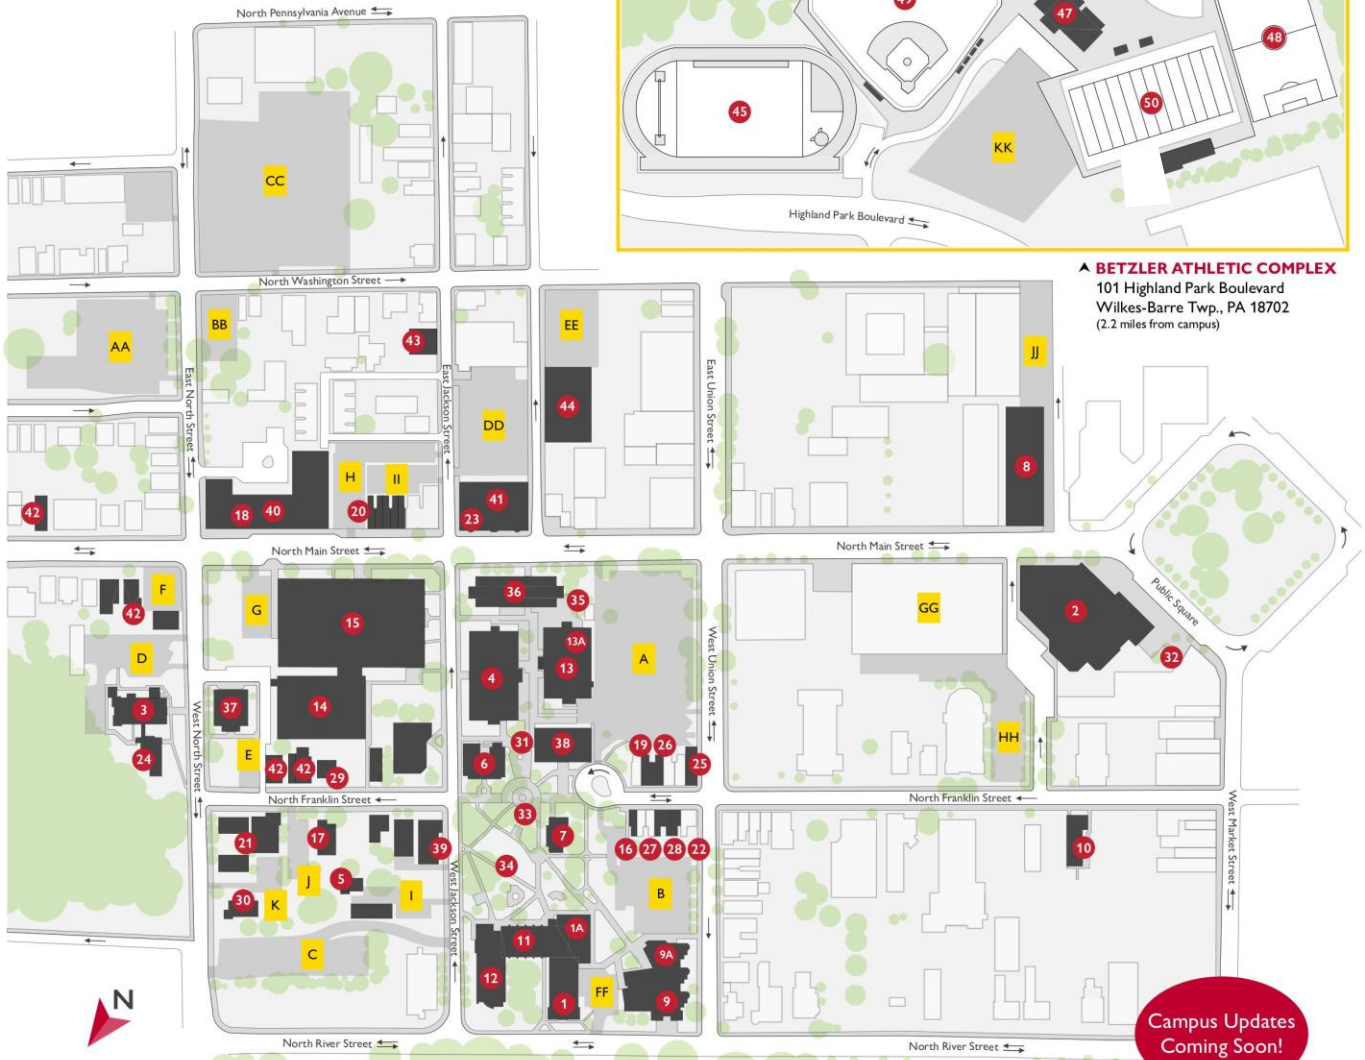 North Pennsylvania Avenue
49
47
48
45
50
KK
CC
Highland Park Boulevard
BETZLER ATHLETIC COMPLEX
101 Highland Park Boulevard
Wilkes-Barre Twp., PA 18702
(2.2 miles from campus)
North Washington Street
AA
BB
43
EE
JJ
East North Street
East Jackson Street
East Union Street
44
DD
8
H
II
42
18
40
20
41
23
North Main Street
North Main Street
Public Square
F
42
G
15
36
35
GG
2
D
13A
13
4
A
32
West Union Street
3
37
14
West North Street
24
E
31
38
HH
6
19
26
25
42
42
29
North Franklin Street
North Franklin Street
West Market Street
33
7
21
17
39
16
27
28
22
10
34
J
5
West Jackson Street
30
K
I
B
C
11
1A
9A
12
FF
1
9
N
Campus Updates
Coming Soon!
North River Street
North River Street